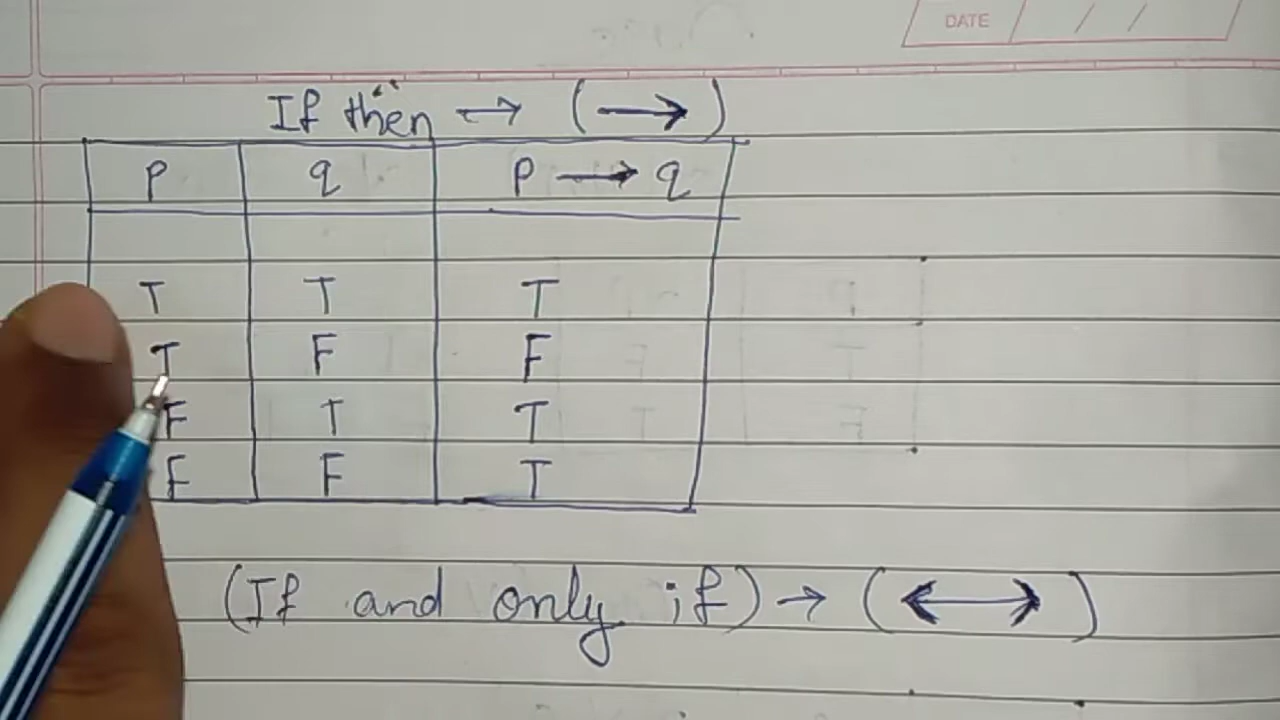 DATE / /
If then → (→)
P q P → q
T T T
T F F
F T T
F F T
(If and only if) → (↔)